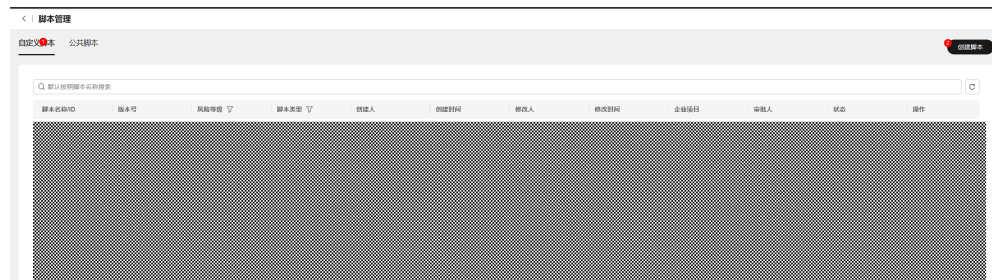 脚本管理
自定义脚本 公共脚本
1
2 创建脚本
默认按照脚本名称搜索
脚本名称/ID 版本号 风险等级 脚本类型 创建人 创建时间 修改人 修改时间 企业项目 审批人 状态 操作